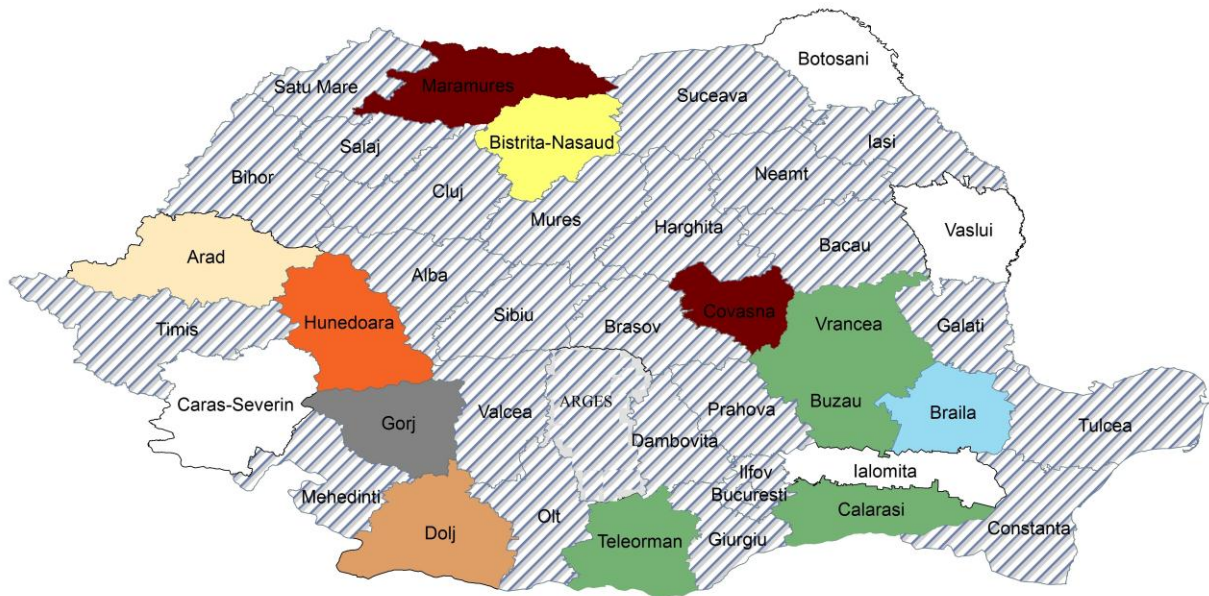 Botosani
Satu Mare
Maramures
Suceava
Salaj
Bistrita-Nasaud
Iasi
Bihor
Cluj
Neamt
Mures
Harghita
Vaslui
Arad
Alba
Bacau
Timis
Hunedoara
Sibiu
Brasov
Covasna
Vrancea
Galati
Caras-Severin
Gorj
Valcea
ARGES
Prahova
Buzau
Braila
Tulcea
Dambovita
Mehedinti
Ilfov
Ialomita
Bucuresti
Olt
Calarasi
Dolj
Teleorman
Giurgiu
Constanta